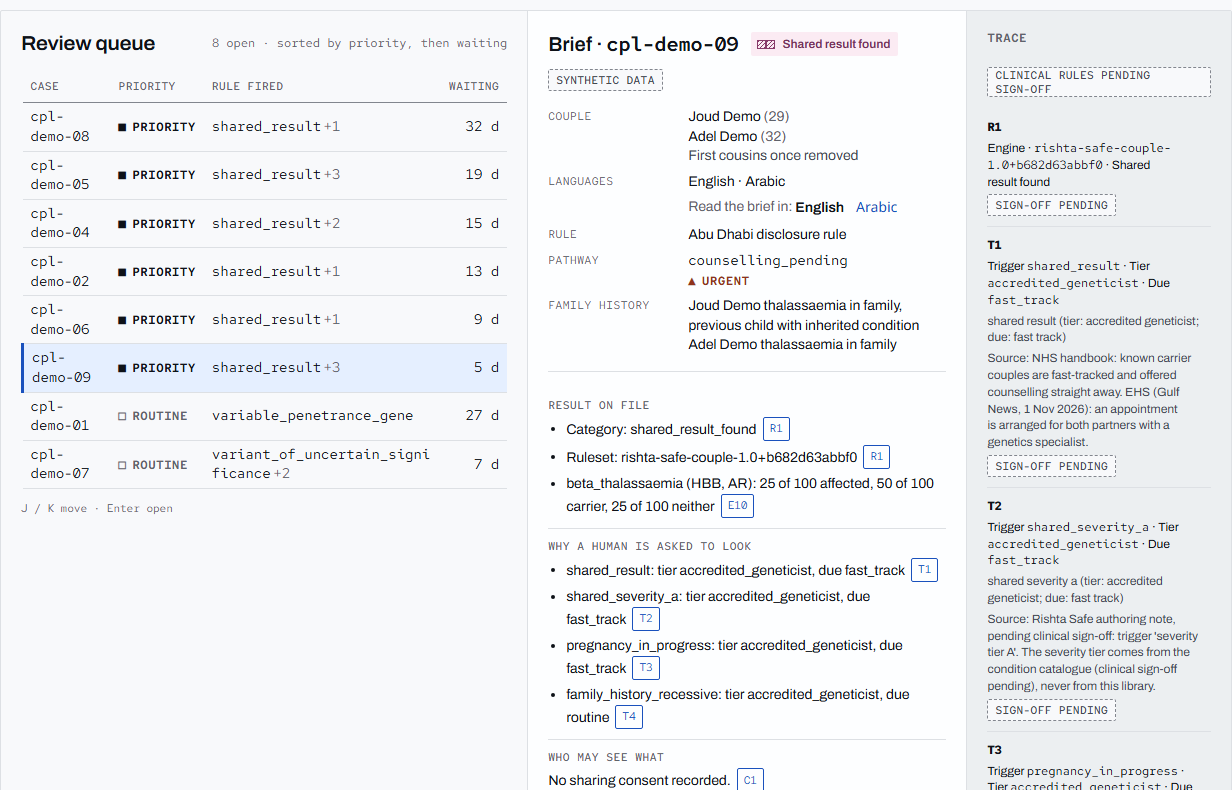 Review queue
8 open · sorted by priority, then waiting
CASE PRIORITY RULE FIRED WAITING
cpl-
demo-08 ■ PRIORITY shared_result +1 32 d
cpl-
demo-05 ■ PRIORITY shared_result +3 19 d
cpl-
demo-04 ■ PRIORITY shared_result +2 15 d
cpl-
demo-02 ■ PRIORITY shared_result +1 13 d
cpl-
demo-06 ■ PRIORITY shared_result +1 9 d
cpl-
demo-09 ■ PRIORITY shared_result +3 5 d
cpl-
demo-01 □ ROUTINE variable_penetrance_gene 27 d
cpl-
demo-07 □ ROUTINE variant_of_uncertain_signi
ficance +2 7 d
J / K move · Enter open
Brief · cpl-demo-09 Shared result found
SYNTHETIC DATA
COUPLE Joud Demo (29)
Adel Demo (32)
First cousins once removed
LANGUAGES English · Arabic
Read the brief in: English Arabic
RULE Abu Dhabi disclosure rule
PATHWAY counselling_pending
▲ URGENT
FAMILY HISTORY Joud Demo thalassaemia in family,
previous child with inherited condition
Adel Demo thalassaemia in family
RESULT ON FILE
• Category: shared_result_found R1
• Ruleset: rishta-safe-couple-1.0+b682d63abbf0 R1
• beta_thalassaemia (HBB, AR): 25 of 100 affected, 50 of 100
carrier, 25 of 100 neither E10
WHY A HUMAN IS ASKED TO LOOK
• shared_result: tier accredited_geneticist, due fast_track T1
• shared_severity_a: tier accredited_geneticist, due
fast_track T2
• pregnancy_in_progress: tier accredited_geneticist, due
fast_track T3
• family_history_recessive: tier accredited_geneticist, due
routine T4
WHO MAY SEE WHAT
No sharing consent recorded. C1
TRACE
CLINICAL RULES PENDING
SIGN-OFF
R1
Engine · rishta-safe-couple-
1.0+b682d63abbf0 · Shared
result found
SIGN-OFF PENDING
T1
Trigger shared_result · Tier
accredited_geneticist · Due
fast_track
shared result (tier: accredited geneticist;
due: fast track)
Source: NHS handbook: known carrier
couples are fast-tracked and offered
counselling straight away. EHS (Gulf
News, 1 Nov 2026): an appointment
is arranged for both partners with a
genetics specialist.
SIGN-OFF PENDING
T2
Trigger shared_severity_a · Tier
accredited_geneticist · Due
fast_track
shared severity a (tier: accredited
geneticist; due: fast track)
Source: Rishta Safe authoring note,
pending clinical sign-off: trigger 'severity
tier A'. The severity tier comes from the
condition catalogue (clinical sign-off
pending), never from this library.
SIGN-OFF PENDING
T3
Trigger pregnancy_in_progress ·
Tier accredited_geneticist · Due